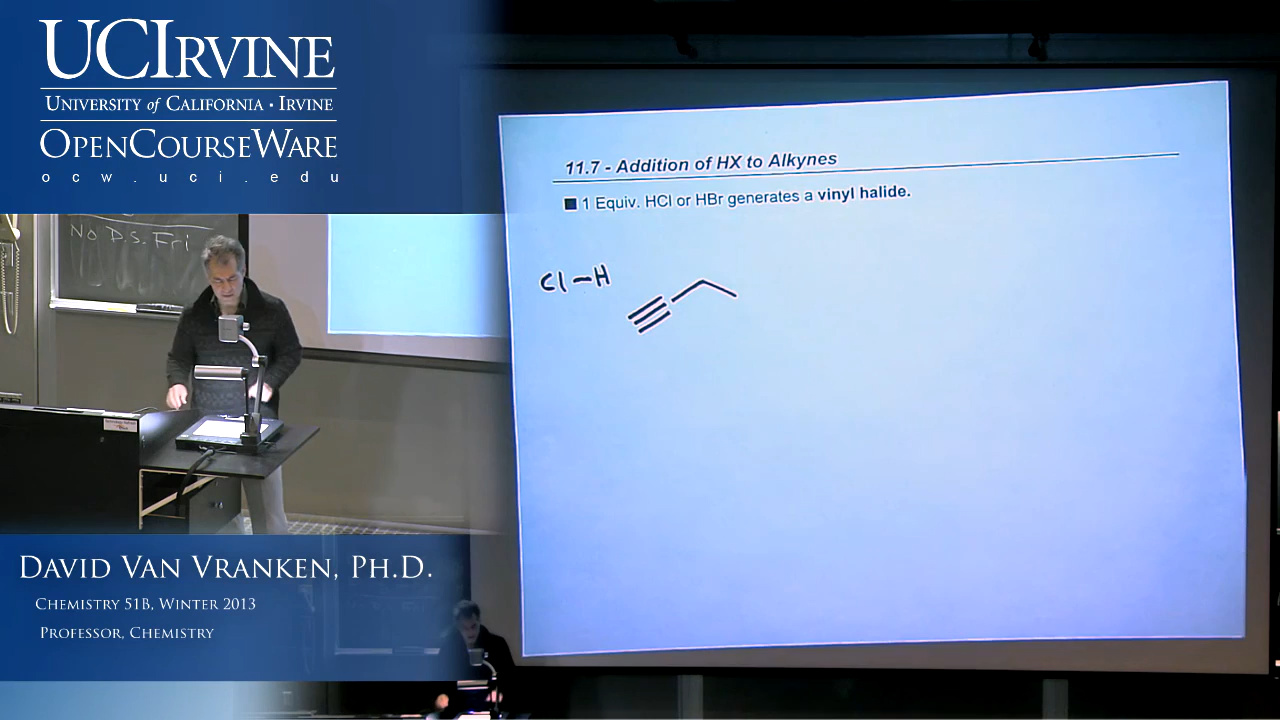 UCIRVINE
UNIVERSITY of CALIFORNIA · IRVINE
OPENCOURSEWARE
ocw.uci.edu
No D.S. Fri
11.7 - Addition of HX to Alkynes
1 Equiv. HCl or HBr generates a vinyl halide.
Cl–H
DAVID VAN VRANKEN, PH.D.
CHEMISTRY 51B, WINTER 2013
PROFESSOR, CHEMISTRY